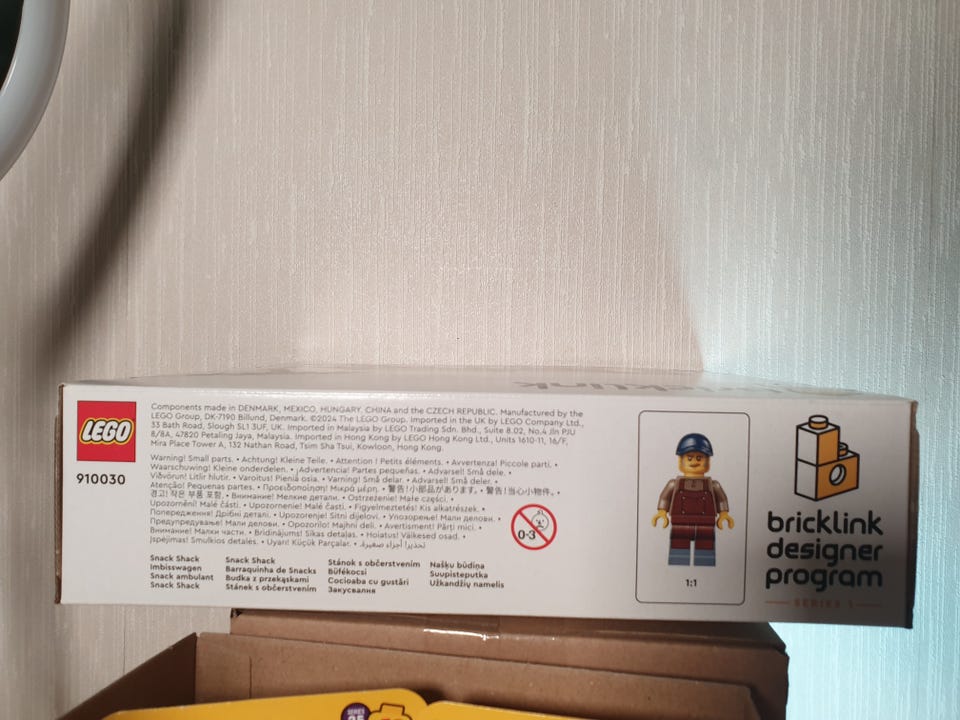 LEGO
910030
Components made in DENMARK, MEXICO, HUNGARY, CHINA and the CZECH REPUBLIC. Manufactured by the
LEGO Group, DK-7190 Billund, Denmark. ©2024 The LEGO Group. Imported in the UK by LEGO Company Ltd.,
33 Bath Road, Slough SL1 3UF, UK. Imported in Malaysia by LEGO Trading Sdn. Bhd., Suite 8.02, No.4 Jln PJU
8/8A, 47820 Petaling Jaya, Malaysia. Imported in Hong Kong by LEGO Hong Kong Ltd., Units 1610-11, 16/F,
Mira Place Tower A, 132 Nathan Road, Tsim Sha Tsui, Kowloon, Hong Kong.
Warning! Small parts. • Achtung! Kleine Teile. • Attention ! Petits éléments. • Avvertenza! Piccole parti. •
Waarschuwing! Kleine onderdelen. • ¡Advertencia! Partes pequeñas. • Advarsel! Små dele. •
Viðvörun! Litlir hlutir. • Varoitus! Pieniä osia. • Varning! Små delar. • Advarsel! Små deler. •
Atenção! Pequenas partes. • Προειδοποίηση! Μικρά μέρη. • 警告!小部品があります。• 警告!当心小物件。•
경고! 작은 부품 포함. • Внимание! Мелкие детали. • Ostrzeżenie! Małe części. •
Upozornění! Malé části. • Upozornenie! Malé časti. • Figyelmeztetés! Kis alkatrészek. •
Попередження! Дрібні деталі. • Upozorenje! Sitni dijelovi. • Упозорење! Мали делови. •
Предупредување! Мали делови. • Opozorilo! Majhni deli. • Avertisment! Părți mici. •
Внимание! Малки части. • Brīdinājums! Sīkas detaļas. • Hoiatus! Väikesed osad. •
Įspėjimas! Smulkios detalės. • Uyarı! Küçük Parçalar. • تحذير! أجزاء صغيرة.
0-3
Snack Shack
Imbisswagen
Snack ambulant
Snack Shack
Snack Shack
Barraquinha de Snacks
Budka z przekąskami
Stánek s občerstvením
Stánok s občerstvením
Büfékocsi
Cocioaba cu gustări
Закусвалня
Našķu būdiņa
Suupisteputka
Užkandžių namelis
1:1
bricklink
designer
program
SERIES 1
bricklink
SERIES
25